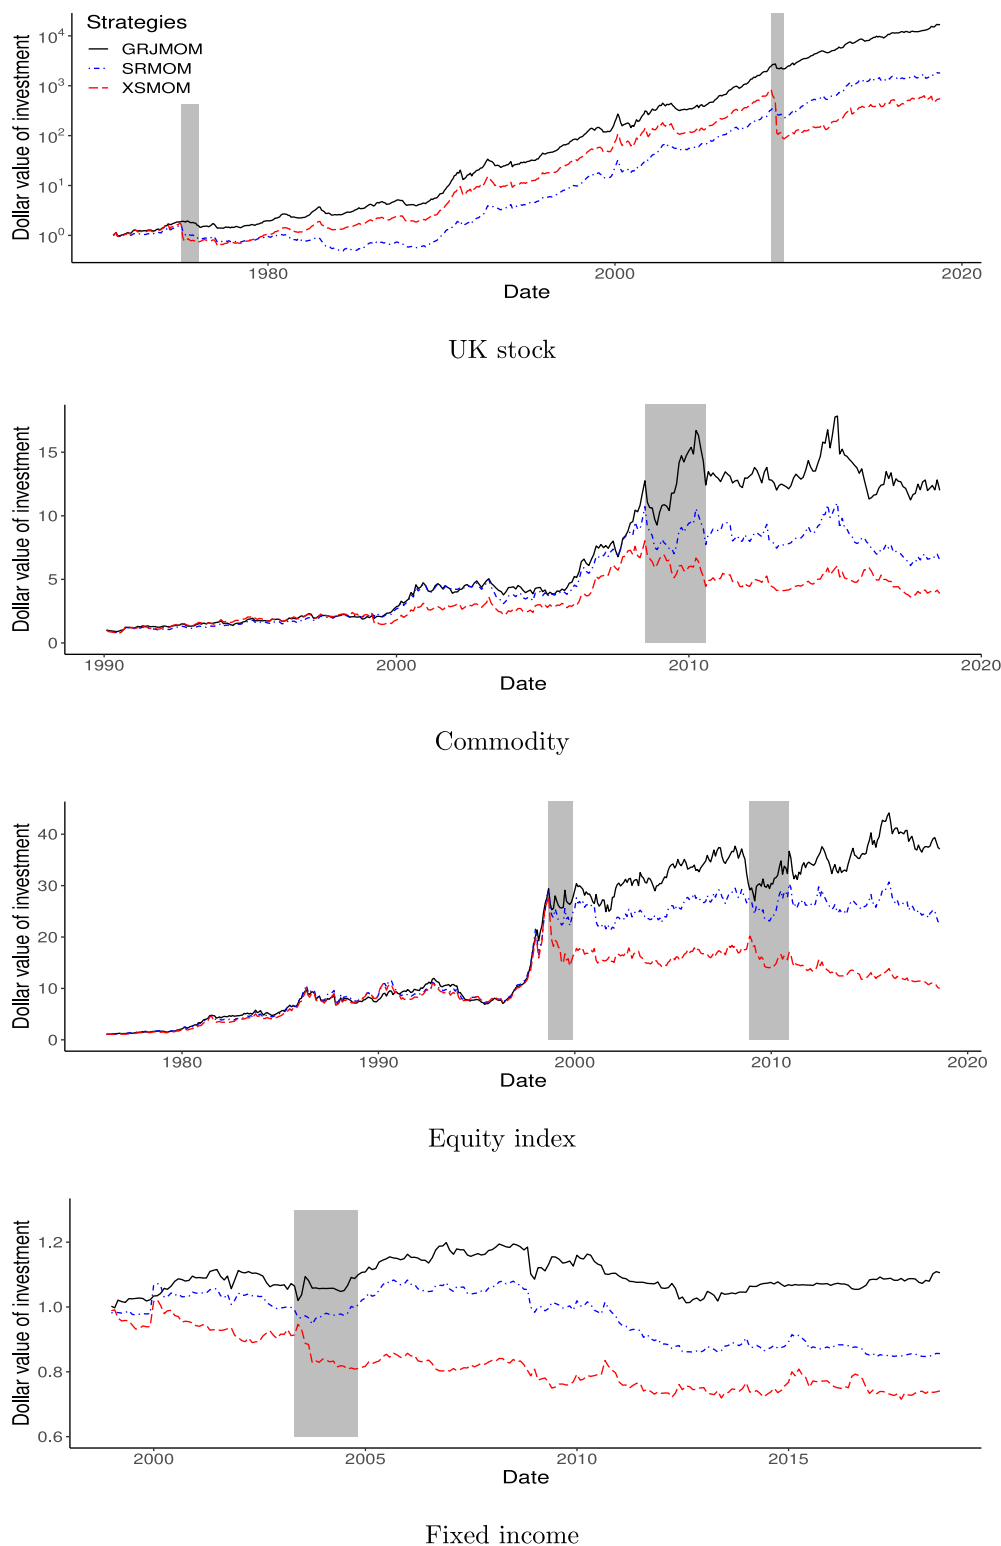 Strategies
GRJMOM
SRMOM
XSMOM
Dollar value of investment
10^4
10^3
10^2
10^1
10^0
1980 2000 2020
Date
UK stock
Dollar value of investment
15
10
5
0
1990 2000 2010 2020
Date
Commodity
Dollar value of investment
40
30
20
10
0
1980 1990 2000 2010 2020
Date
Equity index
Dollar value of investment
1.2
1.0
0.8
0.6
2000 2005 2010 2015
Date
Fixed income